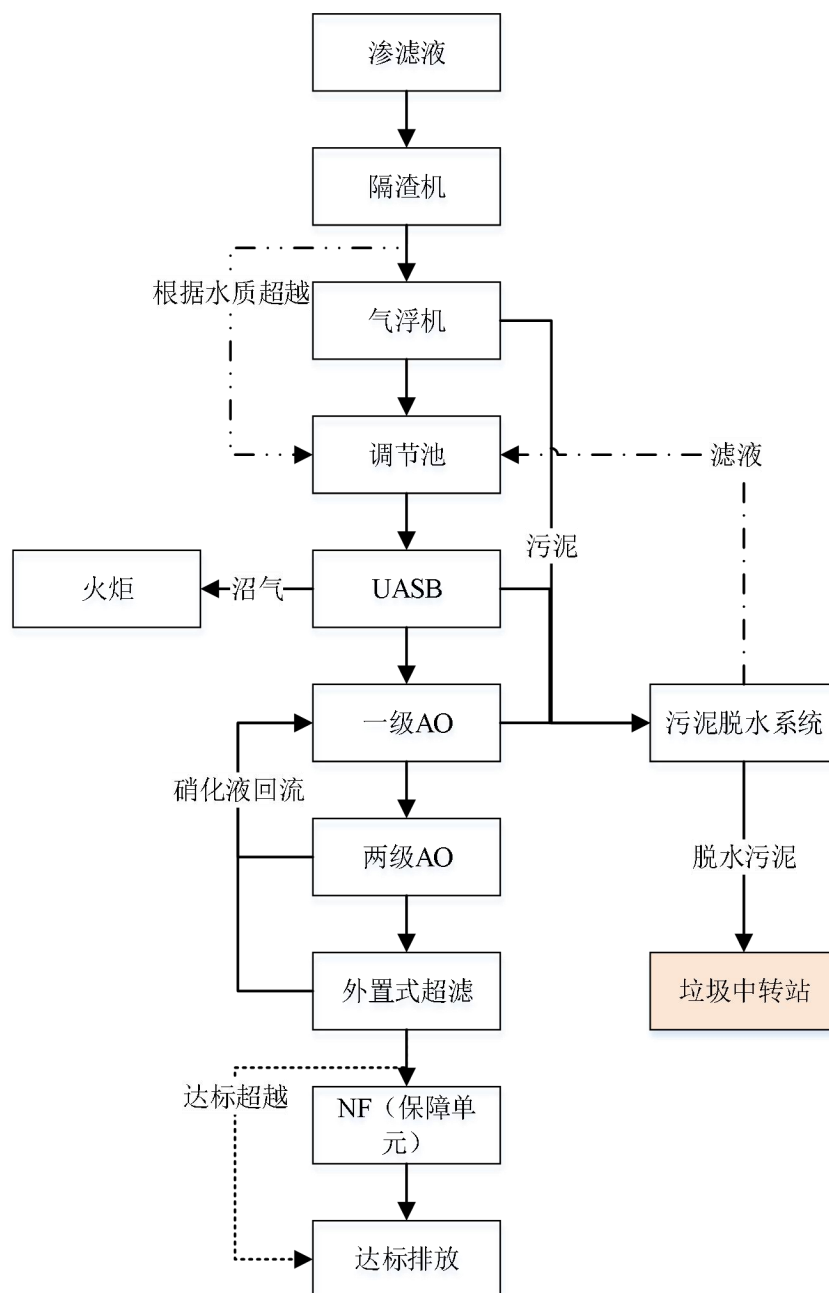 渗滤液
隔渣机
根据水质超越
气浮机
调节池
滤液
污泥
火炬
沼气
UASB
一级AO
污泥脱水系统
硝化液回流
两级AO
脱水污泥
外置式超滤
垃圾中转站
达标超越
NF（保障单
元）
达标排放